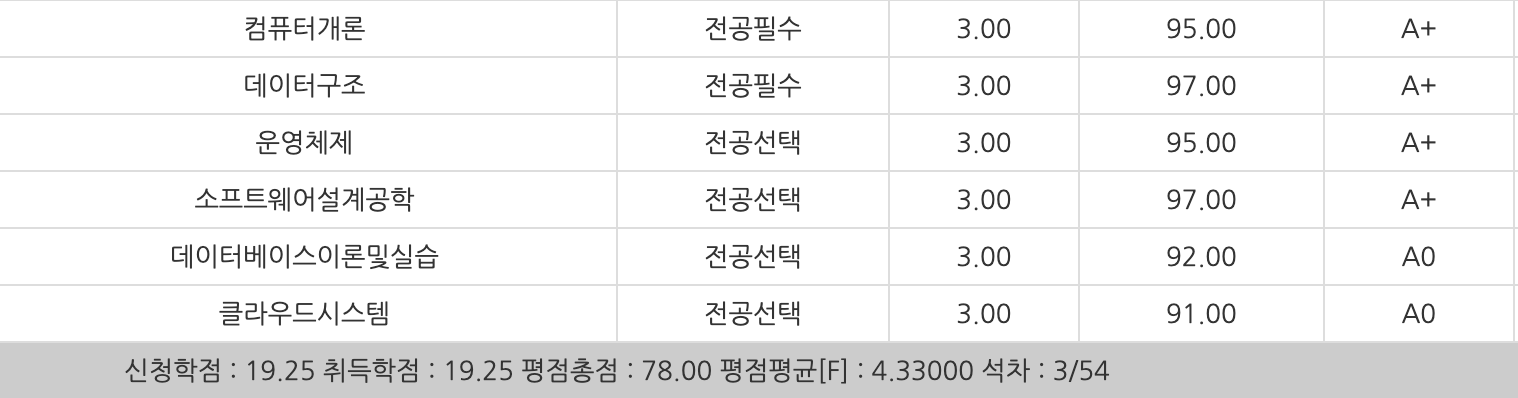 컴퓨터개론 전공필수 3.00 95.00 A+
데이터구조 전공필수 3.00 97.00 A+
운영체제 전공선택 3.00 95.00 A+
소프트웨어설계공학 전공선택 3.00 97.00 A+
데이터베이스이론및실습 전공선택 3.00 92.00 A0
클라우드시스템 전공선택 3.00 91.00 A0
신청학점 : 19.25 취득학점 : 19.25 평점총점 : 78.00 평점평균[F] : 4.33000 석차 : 3/54